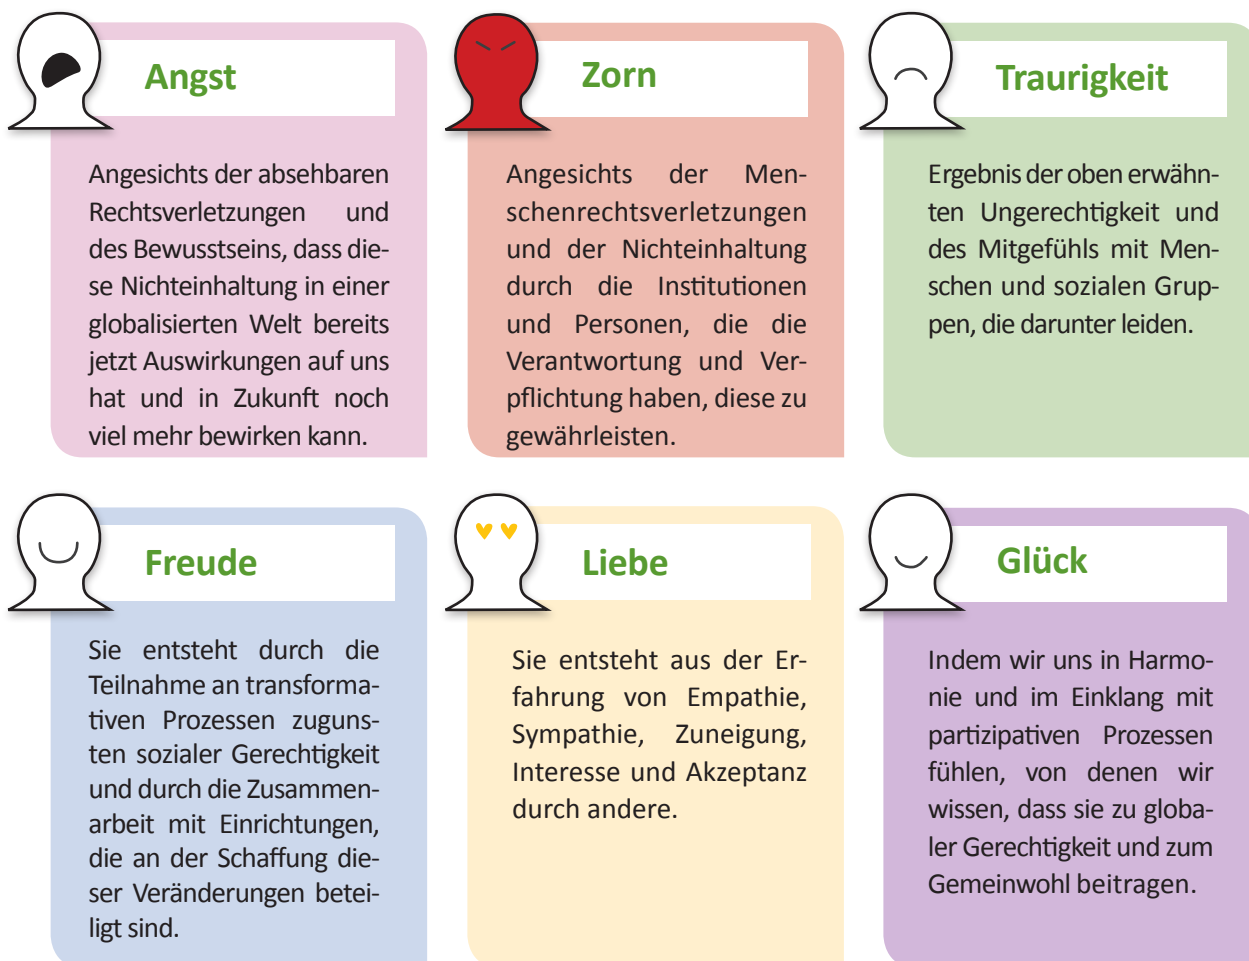 Angst
Angesichts der absehbaren
Rechtsverletzungen und
des Bewusstseins, dass die-
se Nichteinhaltung in einer
globalisierten Welt bereits
jetzt Auswirkungen auf uns
hat und in Zukunft noch
viel mehr bewirken kann.
Zorn
Angesichts der Men-
schenrechtsverletzungen
und der Nichteinhaltung
durch die Institutionen
und Personen, die die
Verantwortung und Ver-
pflichtung haben, diese zu
gewährleisten.
Traurigkeit
Ergebnis der oben erwähn-
ten Ungerechtigkeit und
des Mitgefühls mit Men-
schen und sozialen Grup-
pen, die darunter leiden.
Freude
Sie entsteht durch die
Teilnahme an transforma-
tiven Prozessen zuguns-
ten sozialer Gerechtigkeit
und durch die Zusammen-
arbeit mit Einrichtungen,
die an der Schaffung die-
ser Veränderungen betei-
ligt sind.
Liebe
Sie entsteht aus der Er-
fahrung von Empathie,
Sympathie, Zuneigung,
Interesse und Akzeptanz
durch andere.
Glück
Indem wir uns in Harmo-
nie und im Einklang mit
partizipativen Prozessen
fühlen, von denen wir
wissen, dass sie zu globa-
ler Gerechtigkeit und zum
Gemeinwohl beitragen.